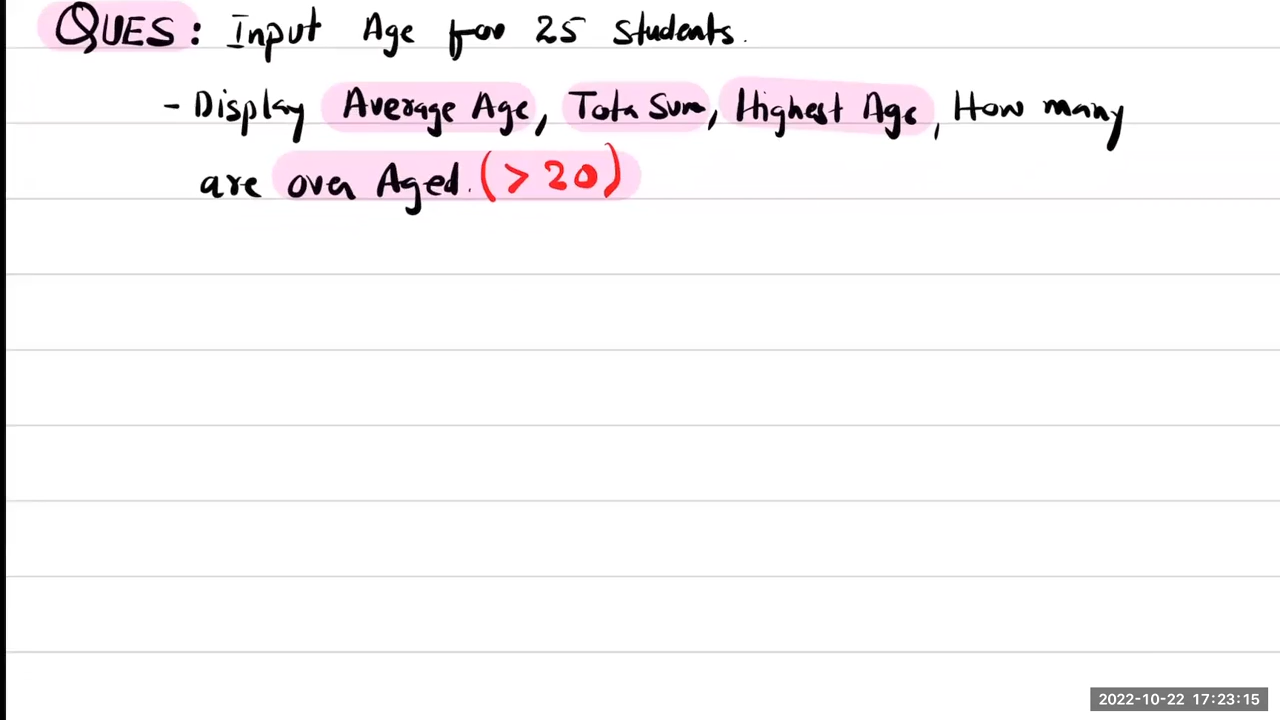 QUES: Input Age for 25 students.
- Display Average Age, Tota Sum, Highest Age, How many
are over Aged. (> 20)
2022-10-22 17:23:15